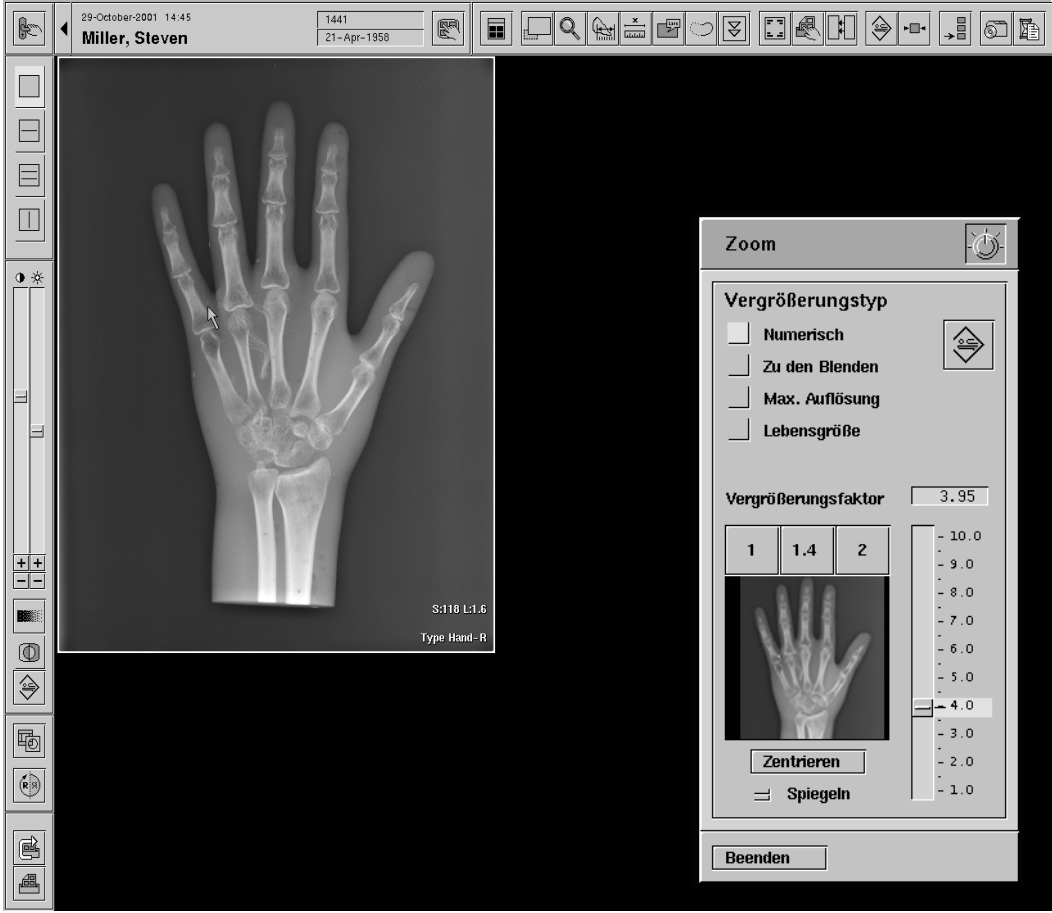 29-October-2001 14:45
Miller, Steven
1441
21-Apr-1958
S:118 L:1.6
Type Hand-R
Zoom
Vergrößerungstyp
Numerisch
Zu den Blenden
Max. Auflösung
Lebensgröße
Vergrößerungsfaktor 3.95
1 1.4 2
10.0
9.0
8.0
7.0
6.0
5.0
4.0
3.0
2.0
1.0
Zentrieren
Spiegeln
Beenden